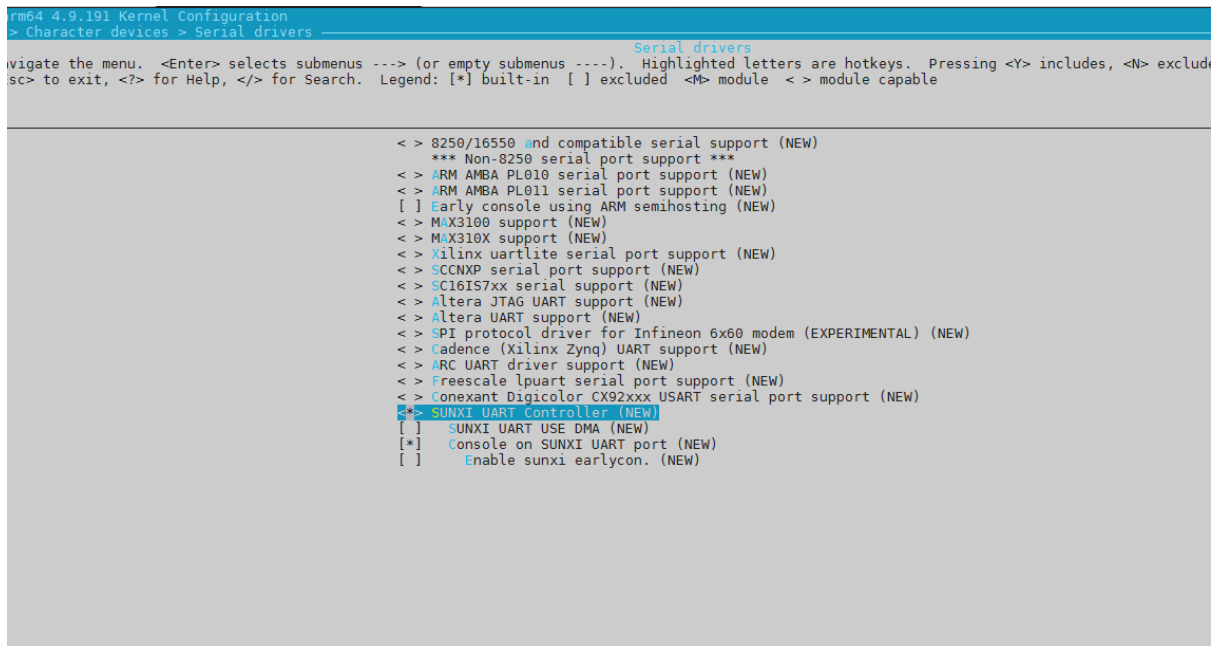 rm64 4.9.191 Kernel Configuration
> Character devices > Serial drivers
Serial drivers
vigate the menu. <Enter> selects submenus ---> (or empty submenus ----). Highlighted letters are hotkeys. Pressing <Y> includes, <N> exclude
sc> to exit, <?> for Help, </> for Search. Legend: [*] built-in [ ] excluded <M> module < > module capable
< > 8250/16550 and compatible serial support (NEW)
*** Non-8250 serial port support ***
< > ARM AMBA PL010 serial port support (NEW)
< > ARM AMBA PL011 serial port support (NEW)
[ ] Early console using ARM semihosting (NEW)
< > MAX3100 support (NEW)
< > MAX310X support (NEW)
< > Xilinx uartlite serial port support (NEW)
< > SCCNXP serial port support (NEW)
< > SC16IS7xx serial support (NEW)
< > Altera JTAG UART support (NEW)
< > Altera UART support (NEW)
< > SPI protocol driver for Infineon 6x60 modem (EXPERIMENTAL) (NEW)
< > Cadence (Xilinx Zynq) UART support (NEW)
< > ARC UART driver support (NEW)
< > Freescale lpuart serial port support (NEW)
< > Conexant Digicolor CX92xxx USART serial port support (NEW)
<*> SUNXI UART Controller (NEW)
[ ] SUNXI UART USE DMA (NEW)
[*] Console on SUNXI UART port (NEW)
[ ] Enable sunxi earlycon. (NEW)